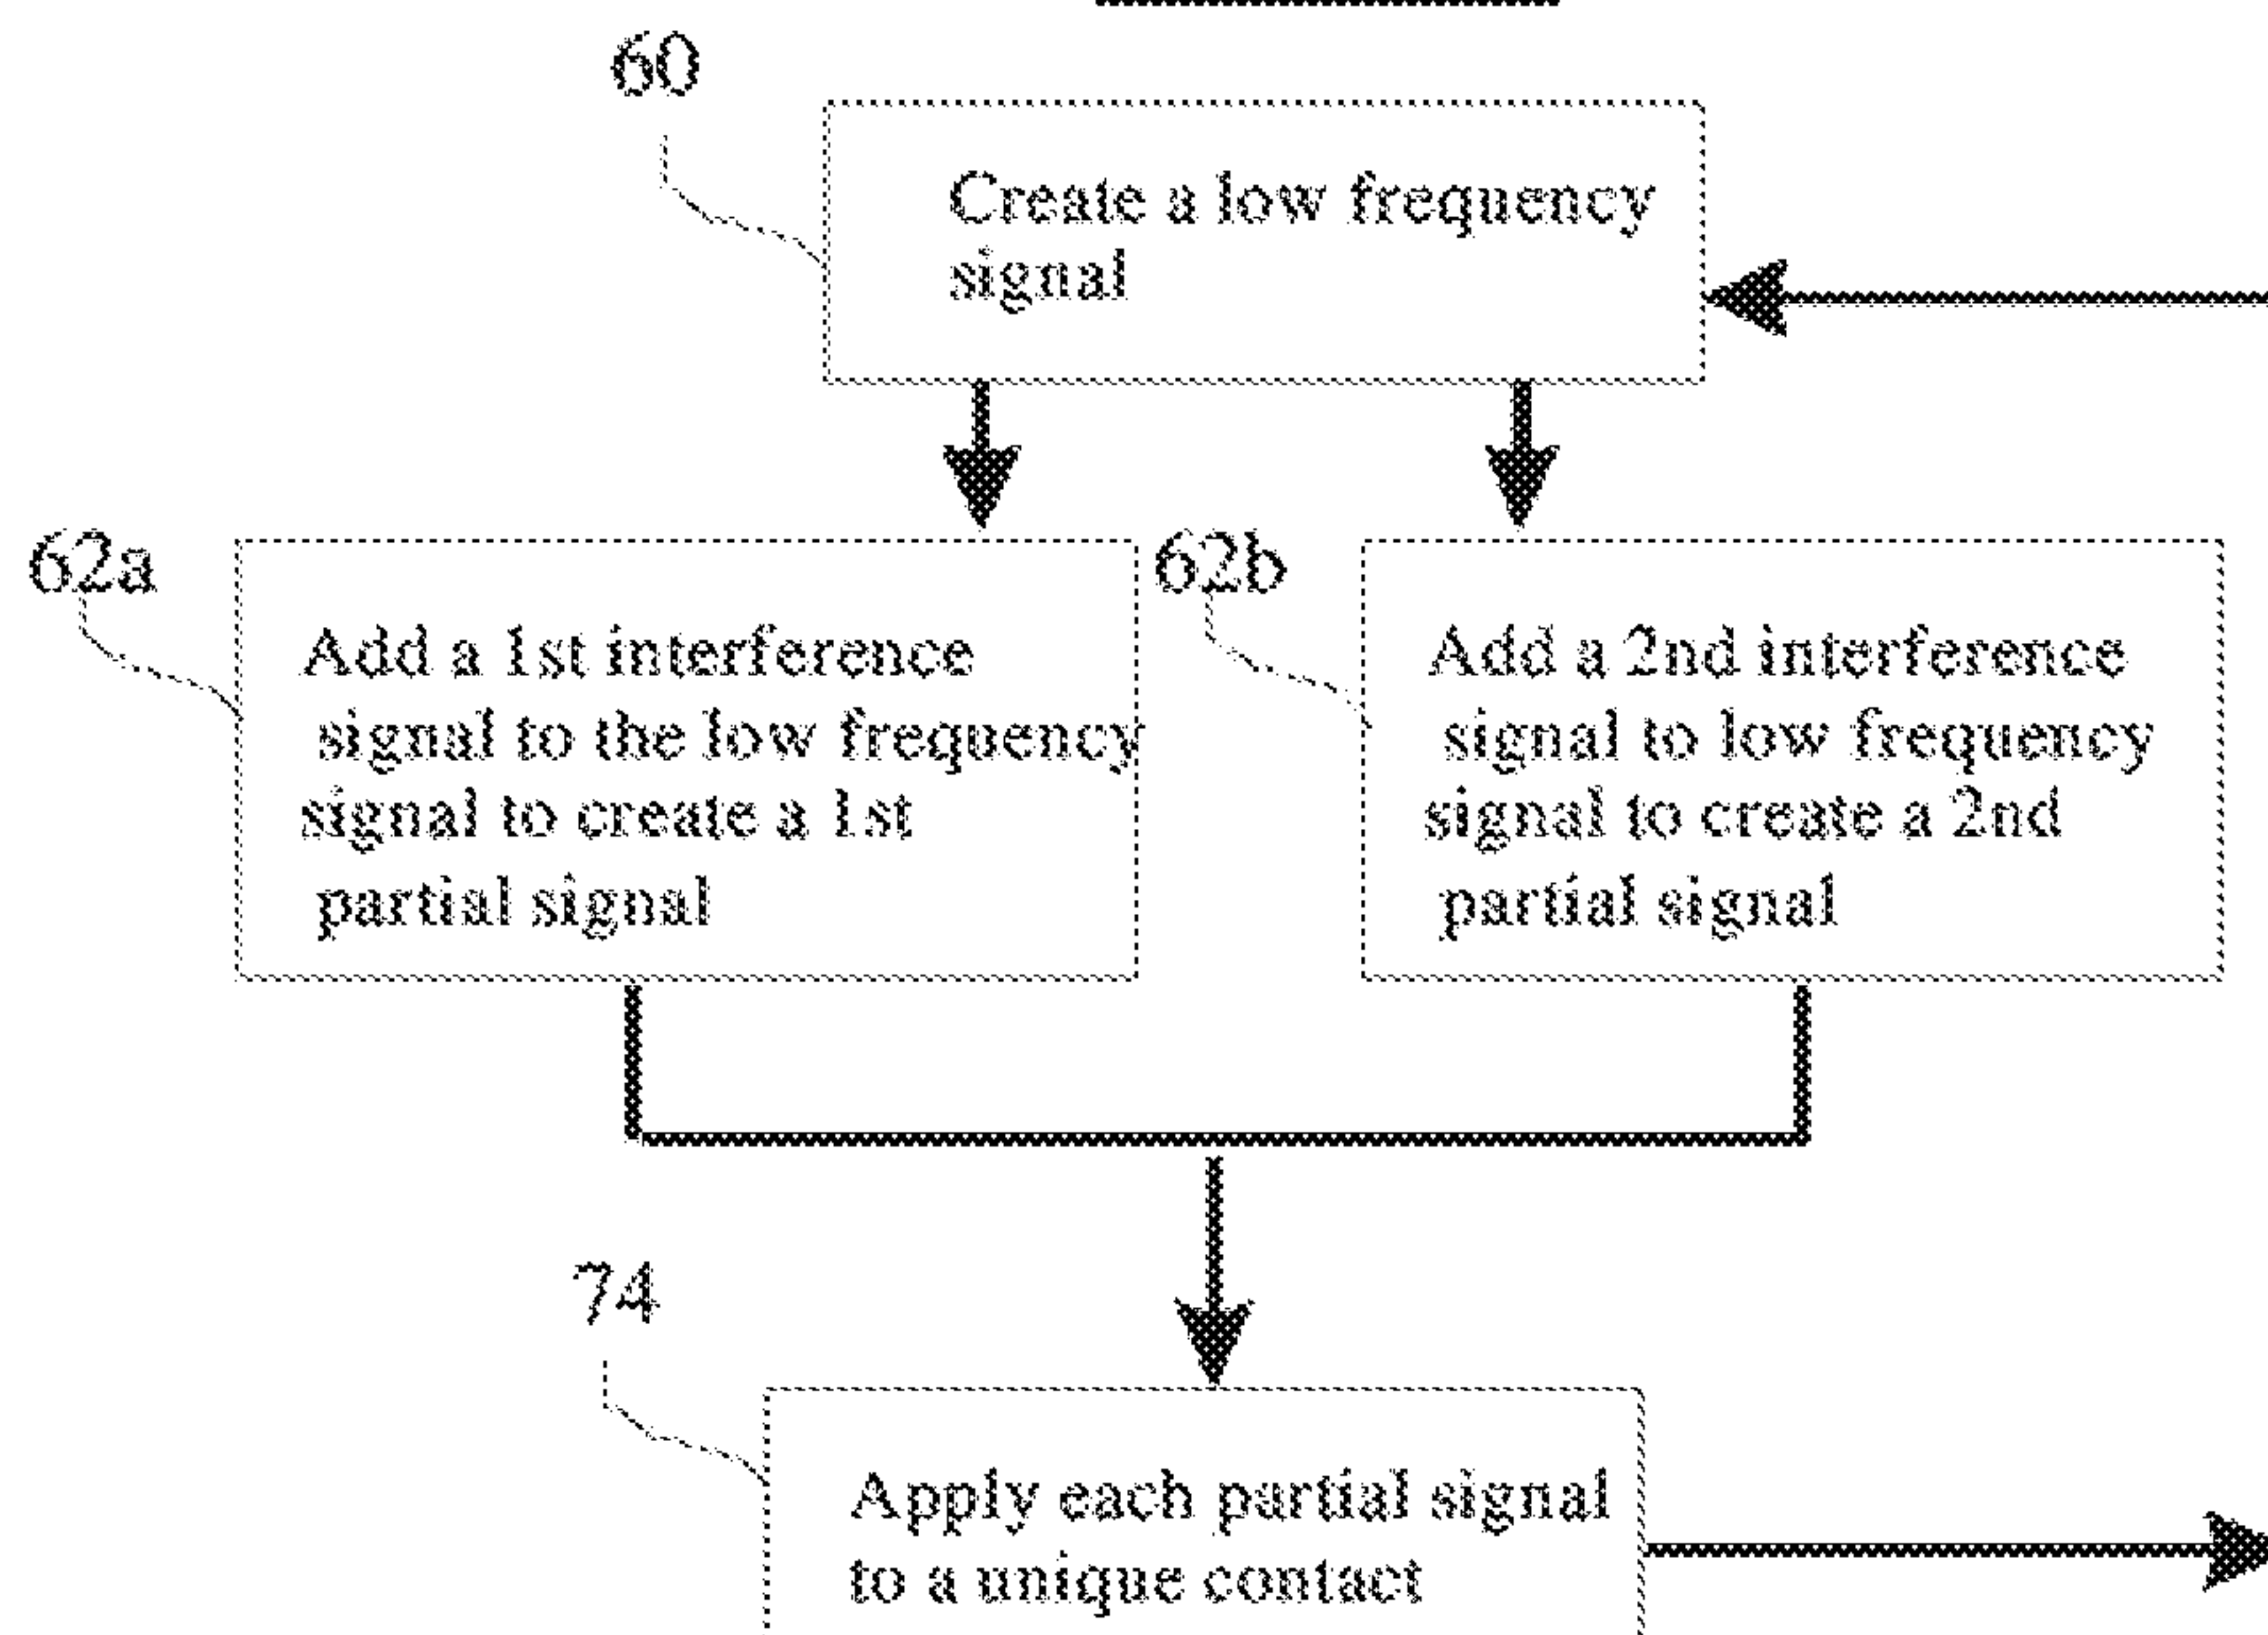 60
Create a low frequency
signal
62a
Add a 1st interference
signal to the low frequency
signal to create a 1st
partial signal
62b
Add a 2nd interference
signal to low frequency
signal to create a 2nd
partial signal
74
Apply each partial signal
to a unique contact